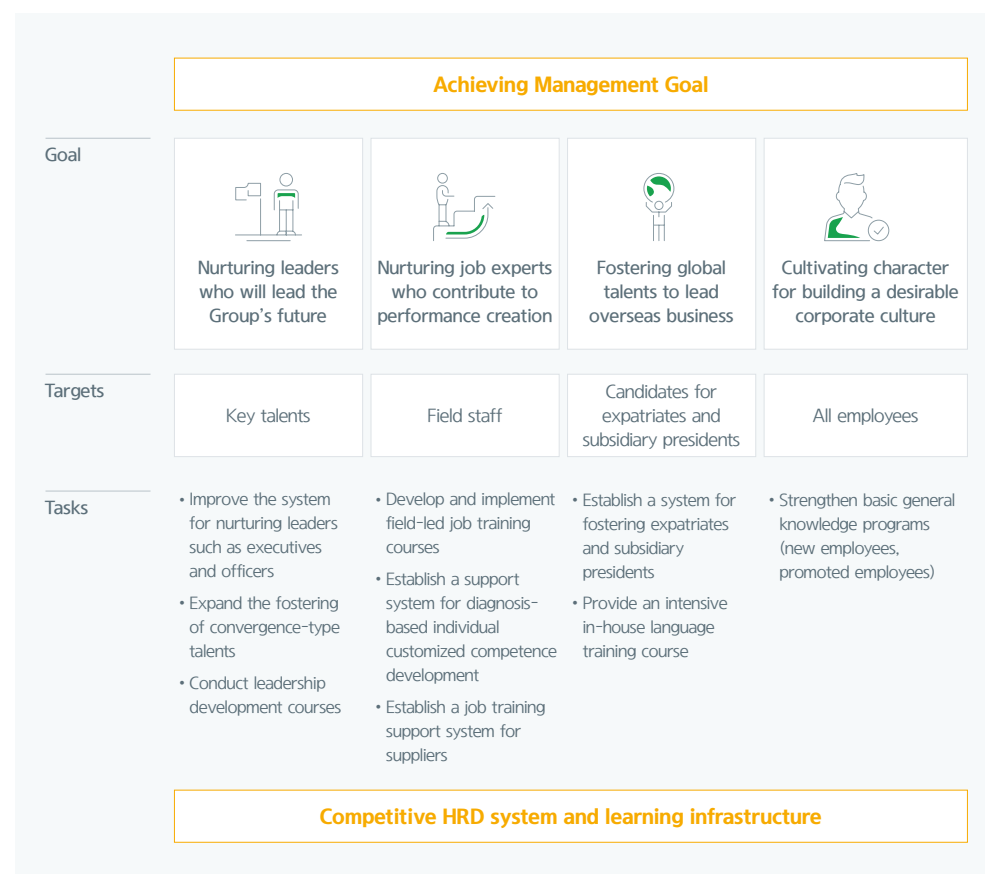 Achieving Management Goal
Goal
Nurturing leaders
who will lead the
Group's future
Nurturing job experts
who contribute to
performance creation
Fostering global
talents to lead
overseas business
Cultivating character
for building a desirable
corporate culture
Targets
Key talents
Field staff
Candidates for
expatriates and
subsidiary presidents
All employees
Tasks
• Improve the system
for nurturing leaders
such as executives
and officers
• Expand the fostering
of convergence-type
talents
• Conduct leadership
development courses
• Develop and implement
field-led job training
courses
• Establish a support
system for diagnosis-
based individual
customized competence
development
• Establish a job training
support system for
suppliers
• Establish a system for
fostering expatriates
and subsidiary
presidents
• Provide an intensive
in-house language
training course
• Strengthen basic general
knowledge programs
(new employees,
promoted employees)
Competitive HRD system and learning infrastructure